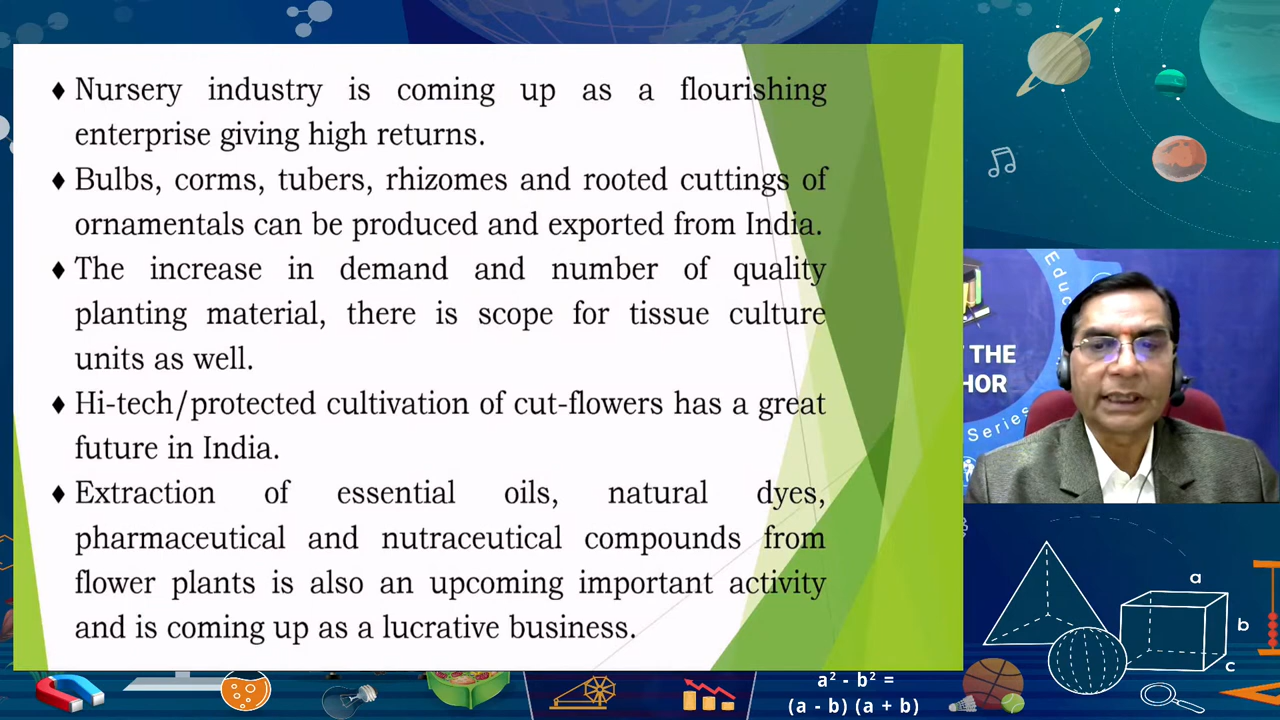 ♦ Nursery industry is coming up as a flourishing
enterprise giving high returns.
♦ Bulbs, corms, tubers, rhizomes and rooted cuttings of
ornamentals can be produced and exported from India.
♦ The increase in demand and number of quality
planting material, there is scope for tissue culture
units as well.
♦ Hi-tech/protected cultivation of cut-flowers has a great
future in India.
♦ Extraction of essential oils, natural dyes,
pharmaceutical and nutraceutical compounds from
flower plants is also an upcoming important activity
and is coming up as a lucrative business.
Educ
THE
HOR
Series
a
b
c
a² - b² =
(a - b) (a + b)